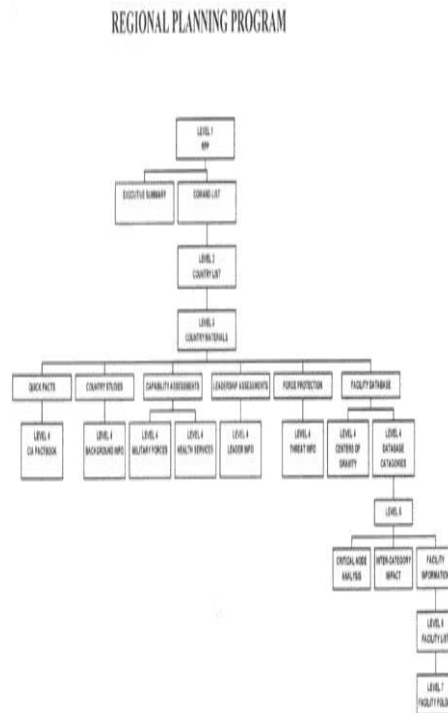 REGIONAL PLANNING PROGRAM
LEVEL 1
RPP
EXECUTIVE SUMMARY
COMAND LIST
LEVEL 2
COUNTRY LIST
LEVEL 3
COUNTRY MATERIALS
QUICK FACTS
COUNTRY STUDIES
CAPABILITY ASSESSMENTS
LEADERSHIP ASSESSMENTS
FORCE PROTECTION
FACILITY DATABASE
LEVEL 4
CIA FACTBOOK
LEVEL 4
BACKGROUND INFO
LEVEL 4
MILITARY FORCES
LEVEL 4
HEALTH SERVICES
LEVEL 4
LEADER INFO
LEVEL 4
THREAT INFO
LEVEL 4
CENTERS OF
GRAVITY
LEVEL 4
DATABASE
CATAGORIES
LEVEL 5
CRITICAL NODE
ANALYSIS
INTER-CATEGORY
IMPACT
FACILITY
INFORMATION
LEVEL 6
FACILITY LIST
LEVEL 7